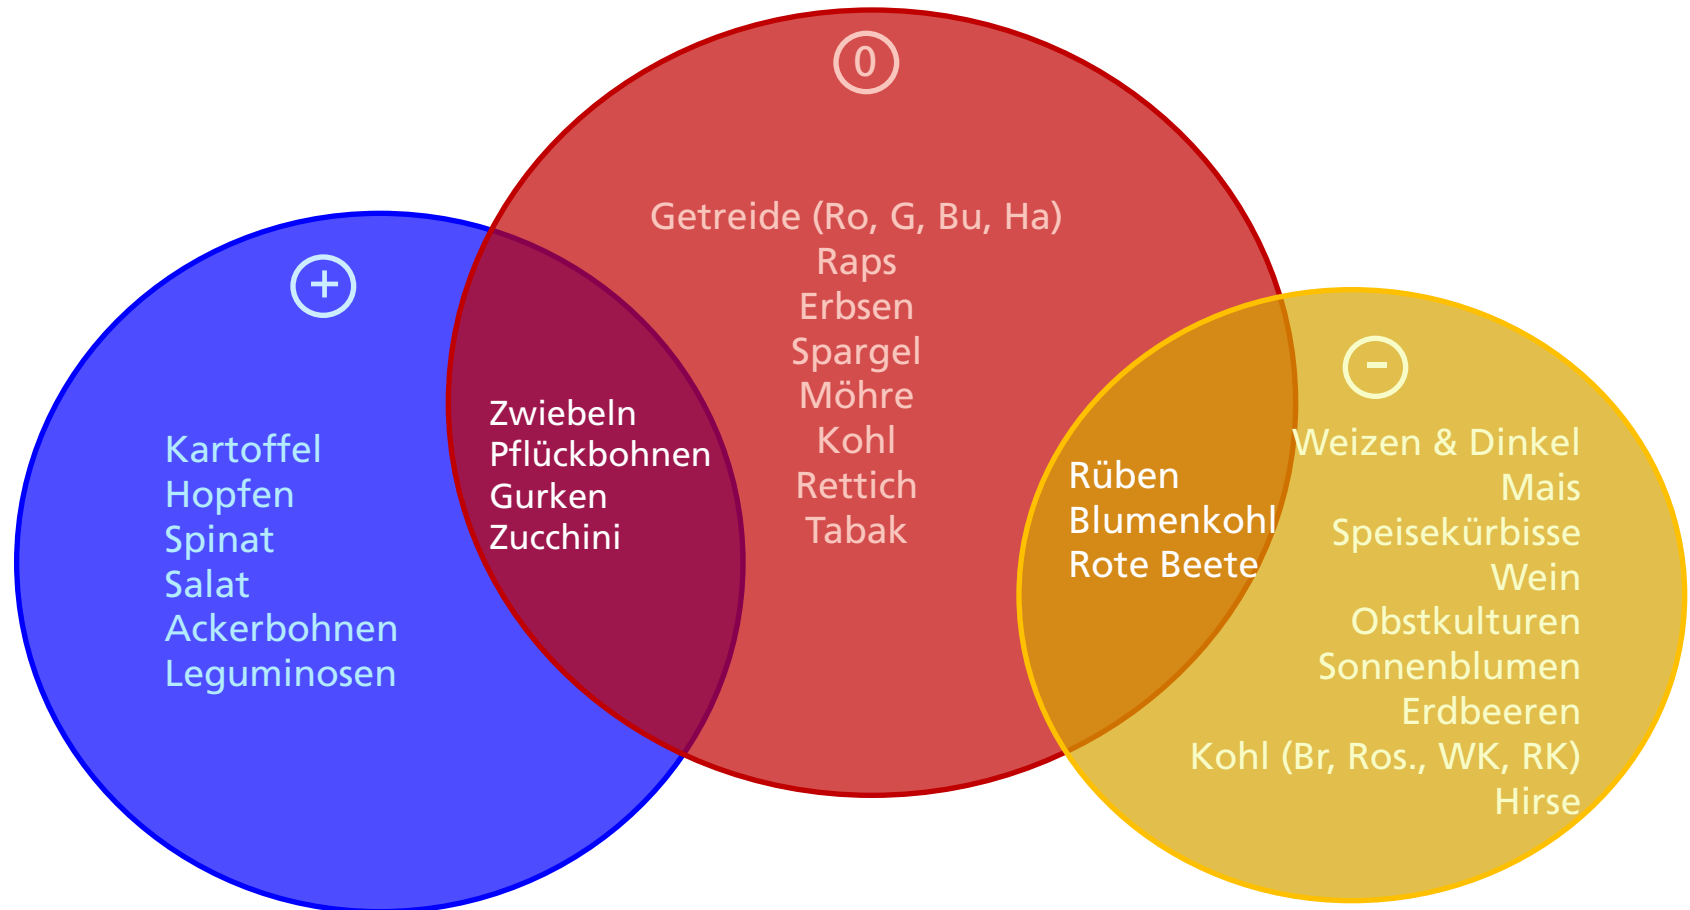 +
Kartoffel
Hopfen
Spinat
Salat
Ackerbohnen
Leguminosen
Zwiebeln
Pflückbohnen
Gurken
Zucchini
0
Getreide (Ro, G, Bu, Ha)
Raps
Erbsen
Spargel
Möhre
Kohl
Rettich
Tabak
Rüben
Blumenkohl
Rote Beete
-
Weizen & Dinkel
Mais
Speisekürbisse
Wein
Obstkulturen
Sonnenblumen
Erdbeeren
Kohl (Br, Ros., WK, RK)
Hirse